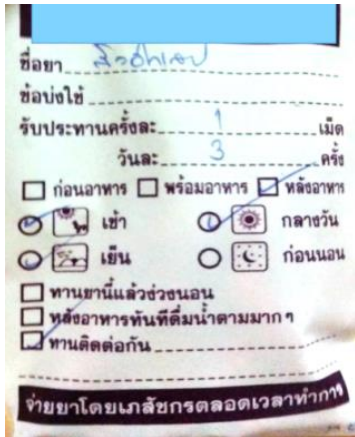 ชื่อยา
ข้อบ่งใช้
รับประทานครั้งละ 1 เม็ด
วันละ 3 ครั้ง
ก่อนอาหาร พร้อมอาหาร หลังอาหาร
เช้า กลางวัน
เย็น ก่อนนอน
ทานยานี้แล้วง่วงนอน
หลังอาหารทันทีดื่มน้ำตามมากๆ
ทานติดต่อกัน
จ่ายยาโดยเภสัชกรตลอดเวลาทำการ